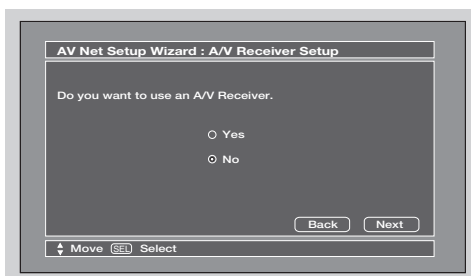 AV Net Setup Wizard : A/V Receiver Setup
Do you want to use an A/V Receiver.
Yes
No
Back Next
Move SEL Select